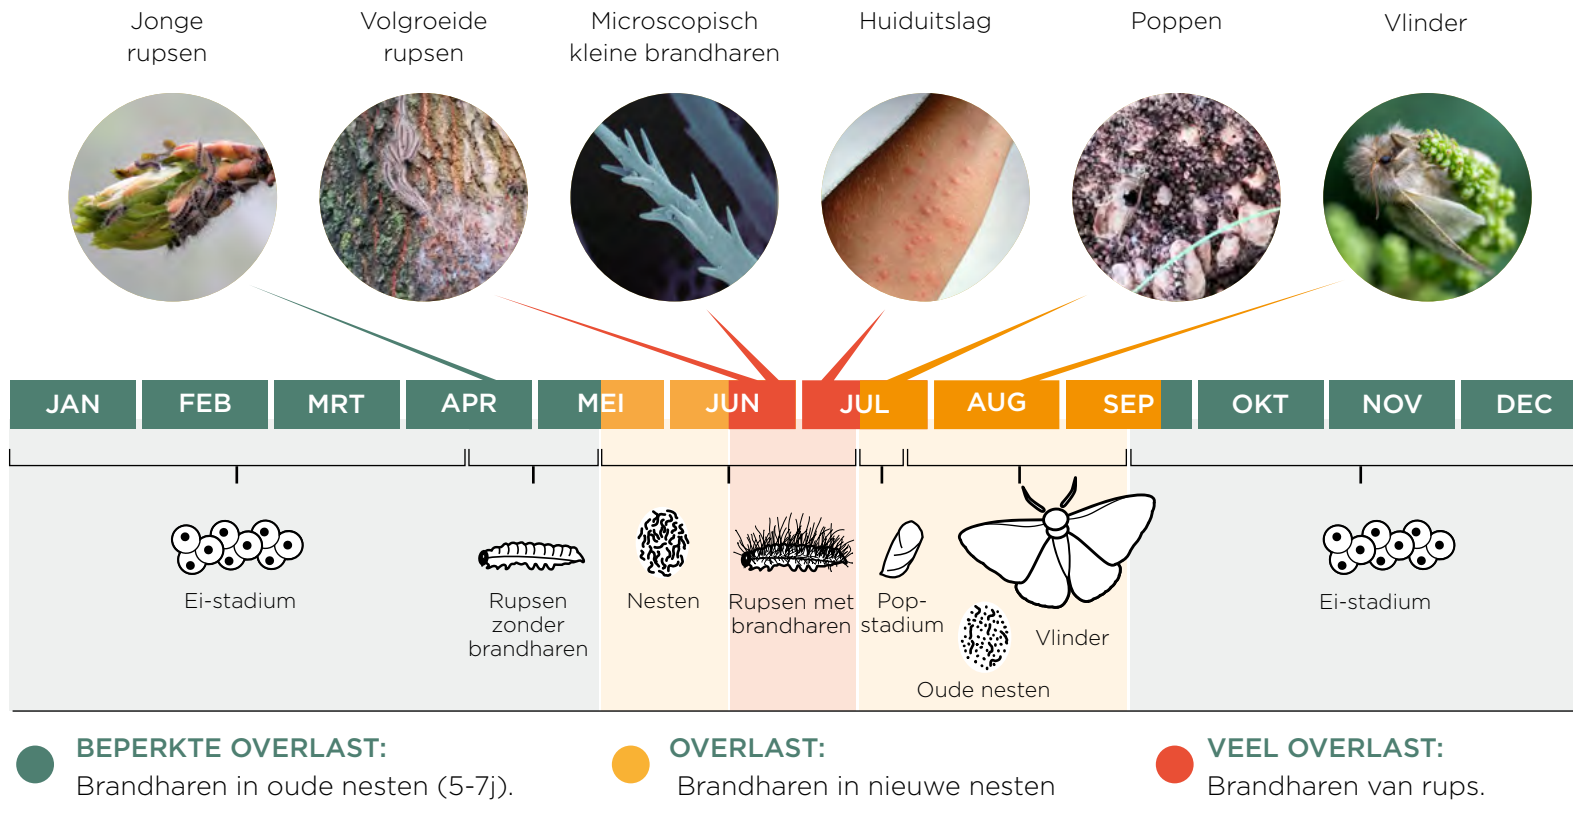 Jonge
rupsen
Volgroeide
rupsen
Microscopisch
kleine brandharen
Huiduitslag
Poppen
Vlinder
JAN
FEB
MRT
APR
MEI
JUN
JUL
AUG
SEP
OKT
NOV
DEC
Ei-stadium
Rupsen
zonder
brandharen
Nesten
Rupsen met
brandharen
Pop-
stadium
Oude nesten
Vlinder
Ei-stadium
BEPERKTE OVERLAST:
Brandharen in oude nesten (5-7j).
OVERLAST:
Brandharen in nieuwe nesten
VEEL OVERLAST:
Brandharen van rups.